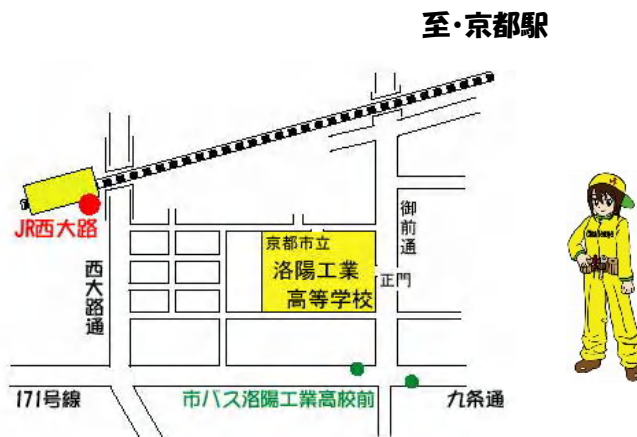 至・京都駅
JR西大路
西大路通
京都市立
洛陽工業
高等学校
正門
御前通
171号線
市バス洛陽工業高校前
九条通
Challenge